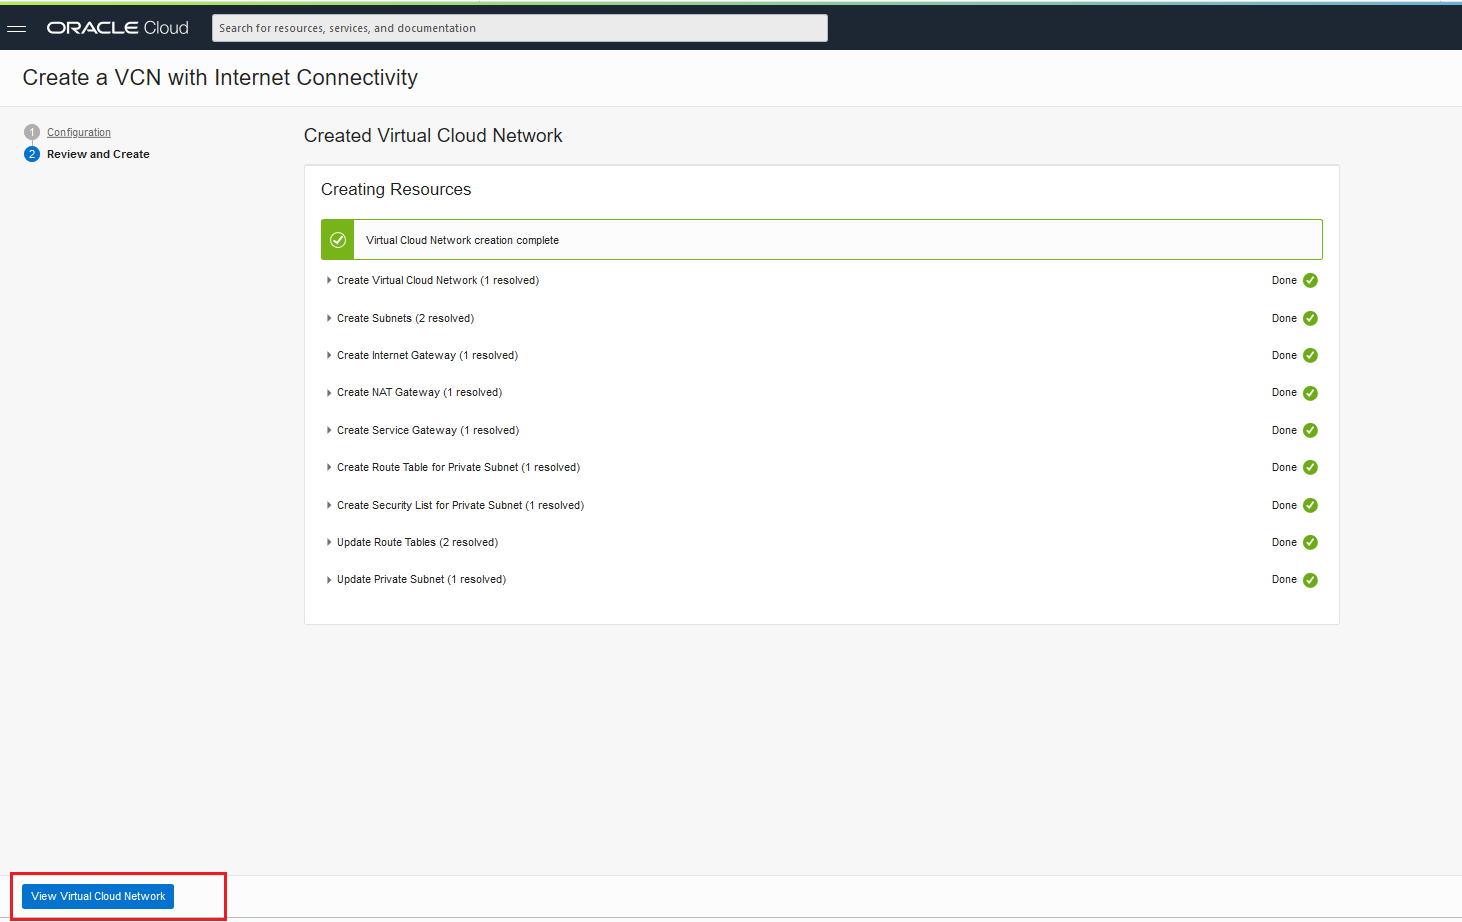 ORACLE Cloud
Search for resources, services, and documentation
Create a VCN with Internet Connectivity
1 Configuration
2 Review and Create
Created Virtual Cloud Network
Creating Resources
Virtual Cloud Network creation complete
Create Virtual Cloud Network (1 resolved) Done
Create Subnets (2 resolved) Done
Create Internet Gateway (1 resolved) Done
Create NAT Gateway (1 resolved) Done
Create Service Gateway (1 resolved) Done
Create Route Table for Private Subnet (1 resolved) Done
Create Security List for Private Subnet (1 resolved) Done
Update Route Tables (2 resolved) Done
Update Private Subnet (1 resolved) Done
View Virtual Cloud Network